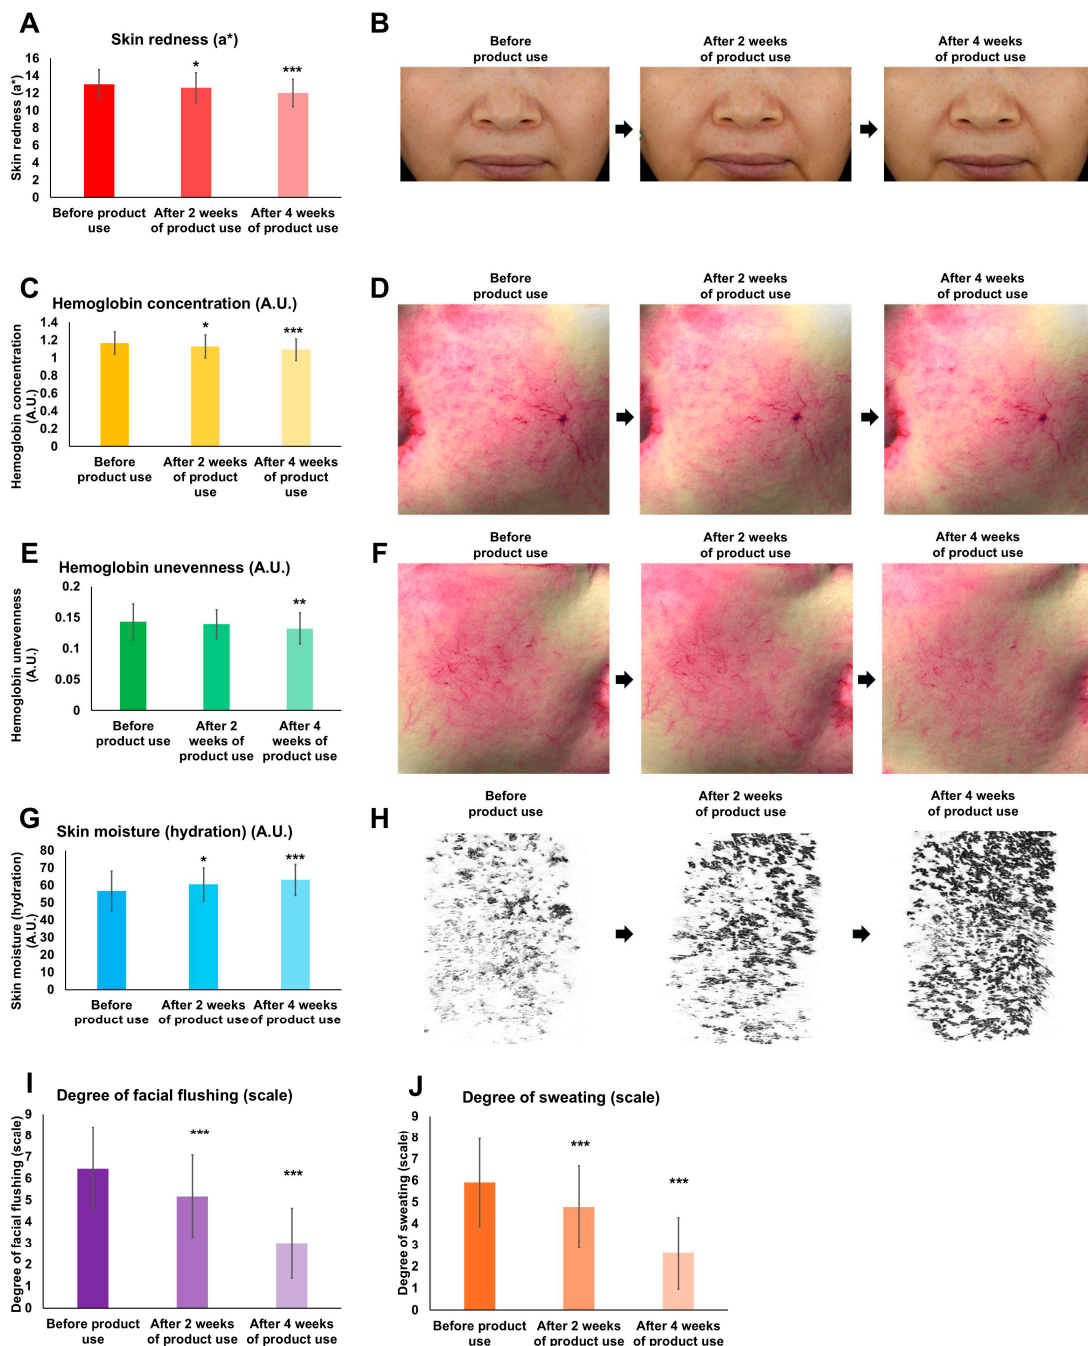 A
Skin redness (a*)
Skin redness (a*)
16
14
12
10
8
6
4
2
0
*
***
Before product
use
After 2 weeks
of product use
After 4 weeks
of product use
B
Before
product use
After 2 weeks
of product use
After 4 weeks
of product use
C
Hemoglobin concentration (A.U.)
Hemoglobin concentration
(A.U.)
1.4
1.2
1
0.8
0.6
0.4
0.2
0
*
***
Before
product use
After 2 weeks
of product
use
After 4 weeks
of product
use
D
Before
product use
After 2 weeks
of product use
After 4 weeks
of product use
E
Hemoglobin unevenness (A.U.)
Hemoglobin unevenness
(A.U.)
0.2
0.15
0.1
0.05
0
**
Before
product use
After 2
weeks of
product use
After 4
weeks of
product use
F
Before
product use
After 2 weeks
of product use
After 4 weeks
of product use
G
Skin moisture (hydration) (A.U.)
Skin moisture (hydration)
(A.U.)
80
70
60
50
40
30
20
10
0
*
***
Before
product use
After 2 weeks
of product use
After 4 weeks
of product use
H
Before
product use
After 2 weeks
of product use
After 4 weeks
of product use
I
Degree of facial flushing (scale)
Degree of facial flushing (scale)
9
8
7
6
5
4
3
2
1
0
***
***
Before product
use
After 2 weeks
of product use
After 4 weeks
of product use
J
Degree of sweating (scale)
Degree of sweating (scale)
9
8
7
6
5
4
3
2
1
0
***
***
Before product
use
After 2 weeks
of product use
After 4 weeks
of product use